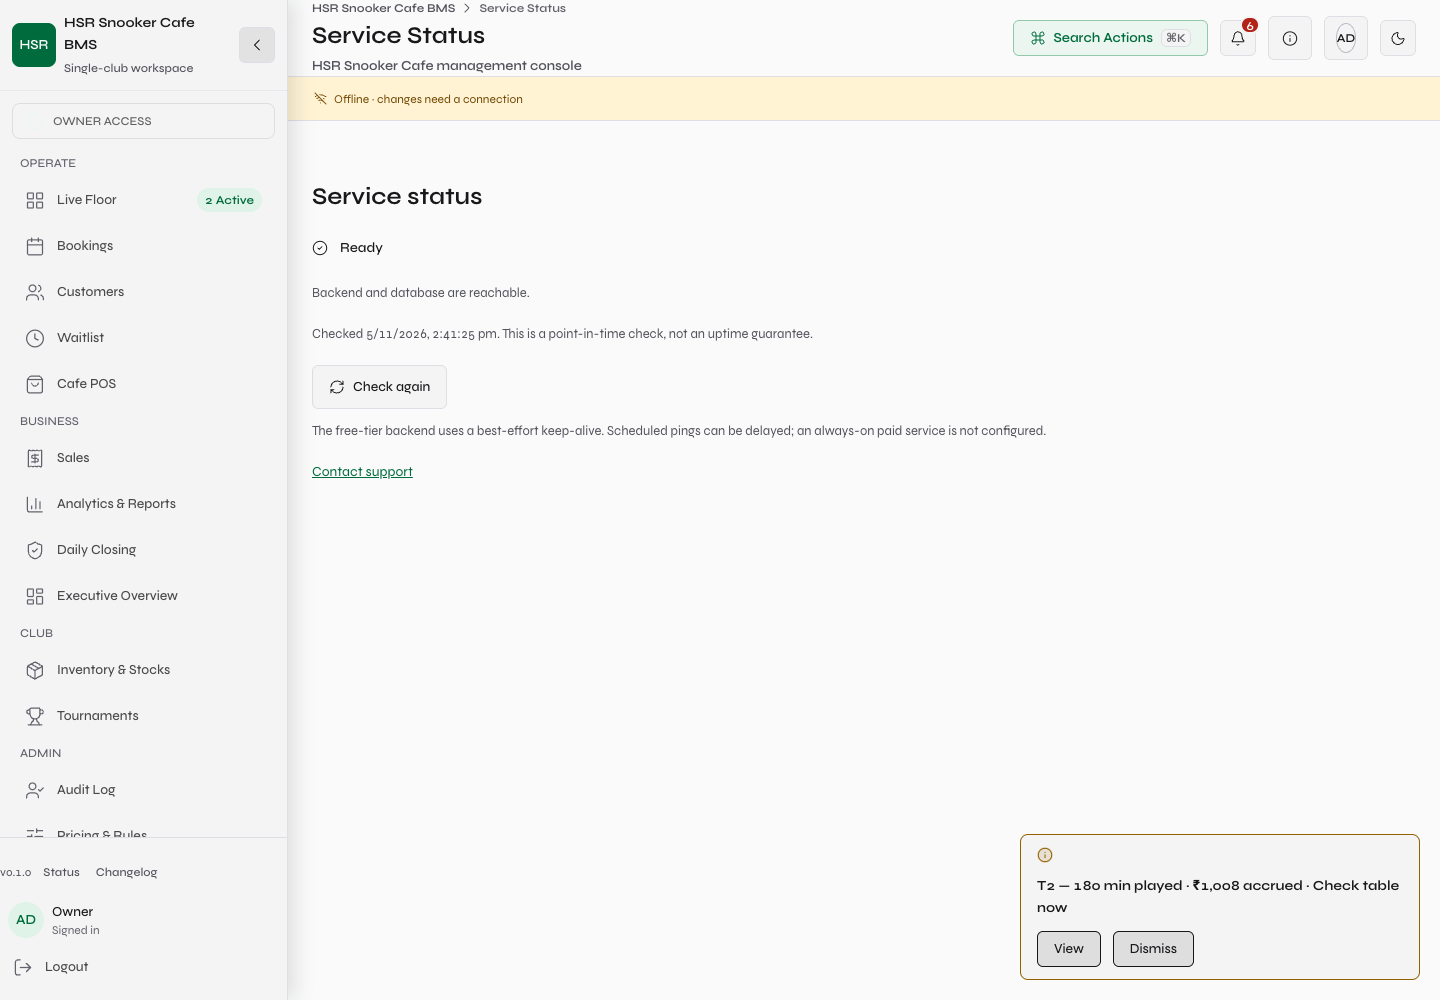 HSR
HSR Snooker Cafe
BMS
Single-club workspace
OWNER ACCESS
OPERATE
Live Floor
2 Active
Bookings
Customers
Waitlist
Cafe POS
BUSINESS
Sales
Analytics & Reports
Daily Closing
Executive Overview
CLUB
Inventory & Stocks
Tournaments
ADMIN
Audit Log
Pricing & Rules
v0.1.0 Status Changelog
AD
Owner
Signed in
Logout
HSR Snooker Cafe BMS > Service Status
Service Status
HSR Snooker Cafe management console
Search Actions ⌘K
6
AD
Offline · changes need a connection
Service status
Ready
Backend and database are reachable.
Checked 5/11/2026, 2:41:25 pm. This is a point-in-time check, not an uptime guarantee.
Check again
The free-tier backend uses a best-effort keep-alive. Scheduled pings can be delayed; an always-on paid service is not configured.
Contact support
T2 — 180 min played · ₹1,008 accrued · Check table
now
View
Dismiss